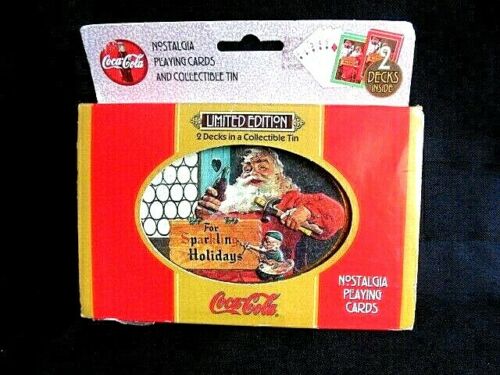 Coca-Cola
NOSTALGIA
PLAYING CARDS
AND COLLECTIBLE TIN
2
DECKS
INSIDE
LIMITED EDITION
2 Decks in a Collectible Tin
For
Sparkling
Holidays
Coca-Cola
NOSTALGIA
PLAYING
CARDS